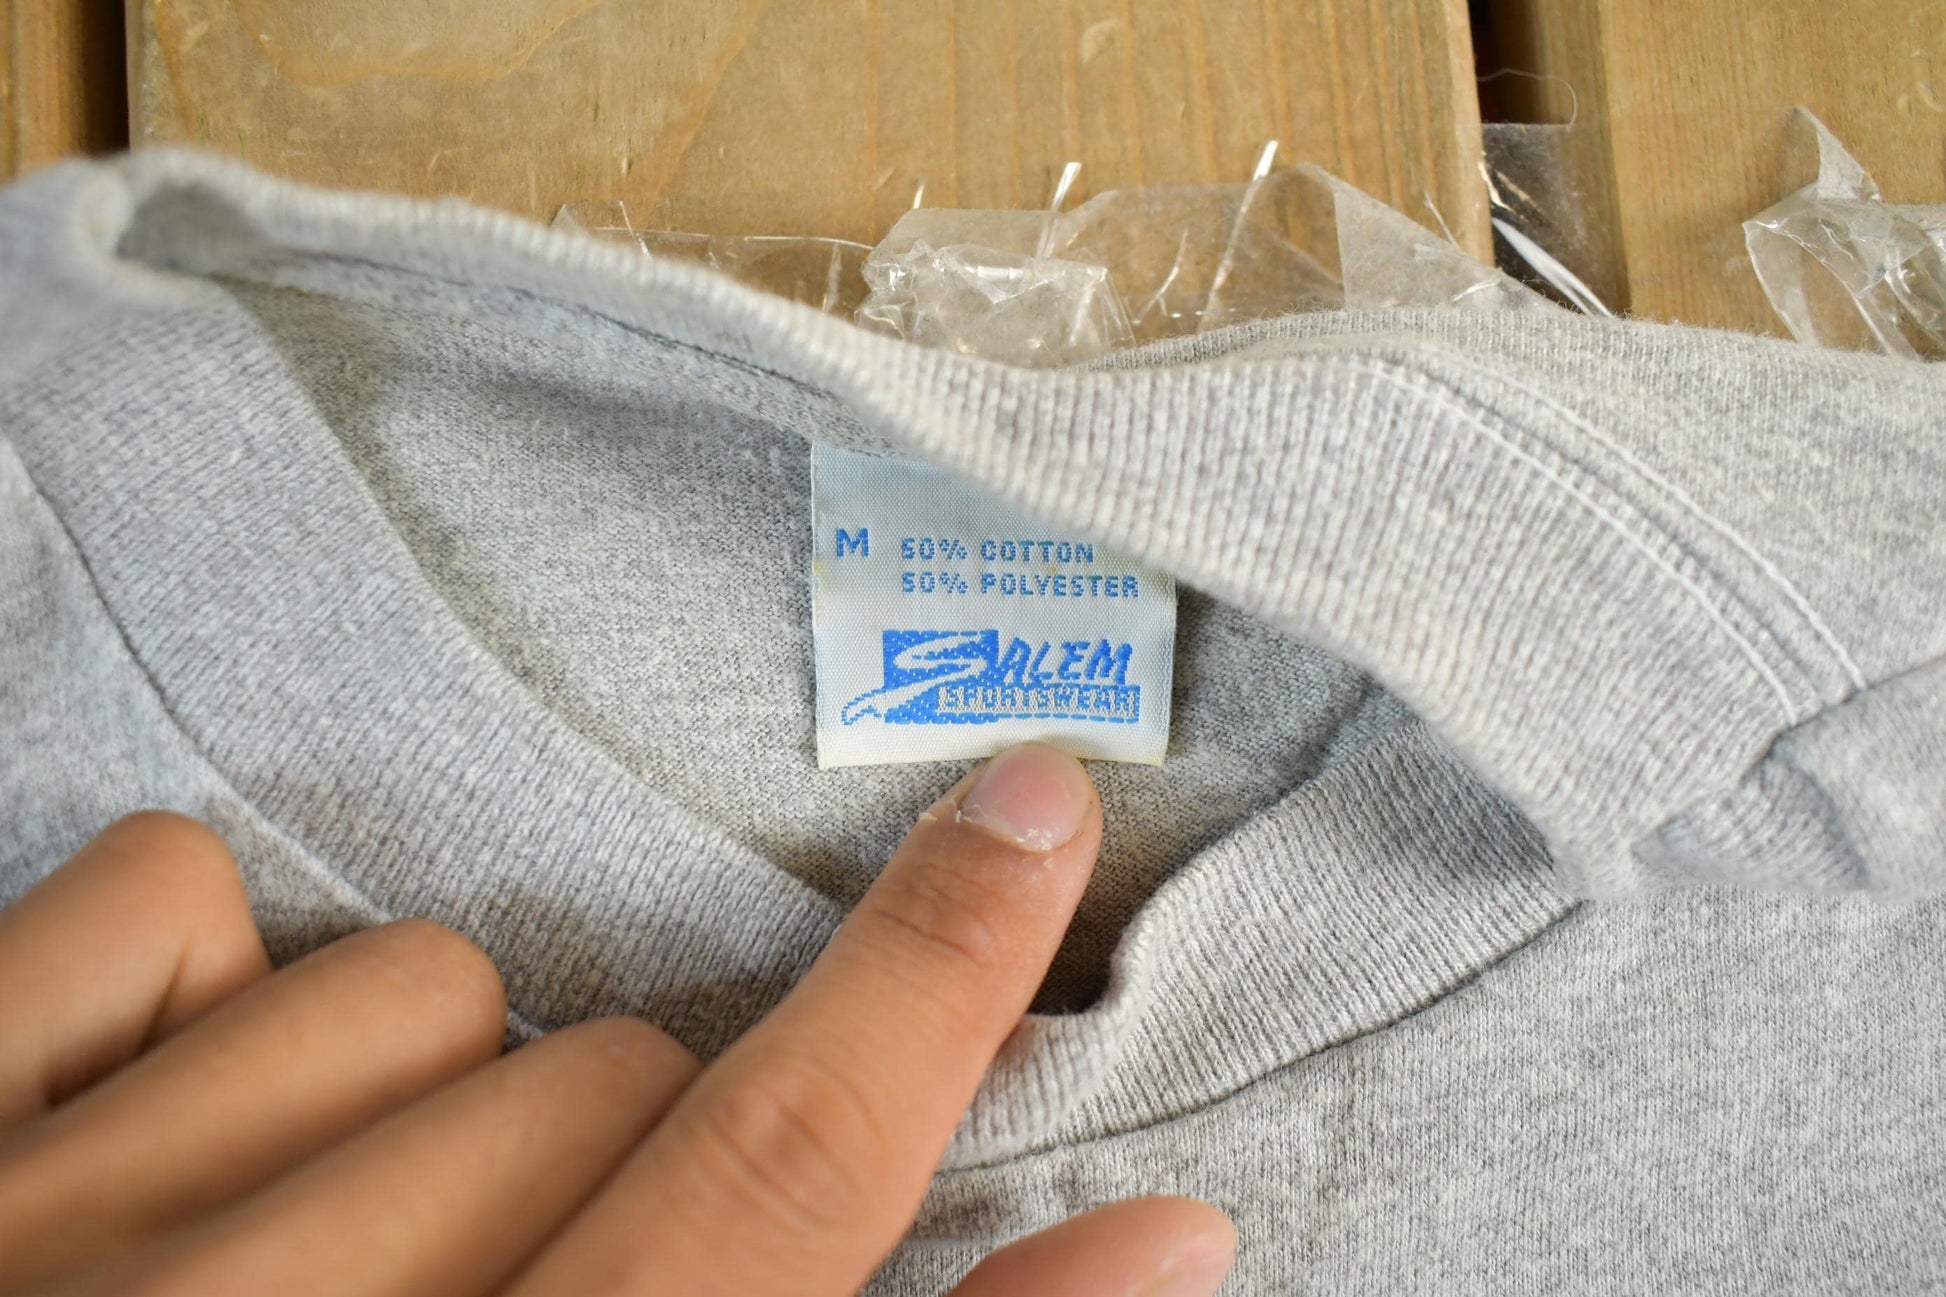 M 50% COTTON
50% POLYESTER
SALEM
SPORTSWEAR